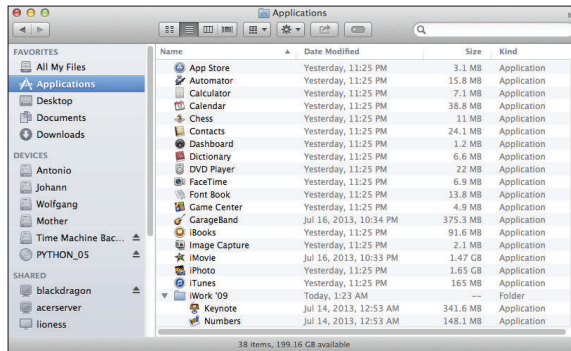 Applications
FAVORITES
All My Files
Applications
Desktop
Documents
Downloads
DEVICES
Antonio
Johann
Wolfgang
Mother
Time Machine Bac...
PYTHON_05
SHARED
blackdragon
acerserver
lioness
Name Date Modified Size Kind
App Store Yesterday, 11:25 PM 3.1 MB Application
Automator Yesterday, 11:25 PM 15.8 MB Application
Calculator Yesterday, 11:25 PM 7.1 MB Application
Calendar Yesterday, 11:25 PM 38.8 MB Application
Chess Yesterday, 11:25 PM 11 MB Application
Contacts Yesterday, 11:25 PM 24.1 MB Application
Dashboard Yesterday, 11:25 PM 1.2 MB Application
Dictionary Yesterday, 11:25 PM 6.6 MB Application
DVD Player Yesterday, 11:25 PM 22 MB Application
FaceTime Yesterday, 11:25 PM 6.9 MB Application
Font Book Yesterday, 11:25 PM 13.8 MB Application
Game Center Yesterday, 11:25 PM 4.9 MB Application
GarageBand Jul 16, 2013, 10:34 PM 375.3 MB Application
iBooks Yesterday, 11:25 PM 91.6 MB Application
Image Capture Yesterday, 11:25 PM 2.1 MB Application
iMovie Jul 16, 2013, 10:33 PM 1.47 GB Application
iPhoto Yesterday, 11:25 PM 1.65 GB Application
iTunes Yesterday, 11:25 PM 165 MB Application
iWork '09 Today, 1:23 AM -- Folder
Keynote Jul 14, 2013, 12:53 AM 341.6 MB Application
Numbers Jul 14, 2013, 12:53 AM 148.1 MB Application
38 items, 199.16 GB available